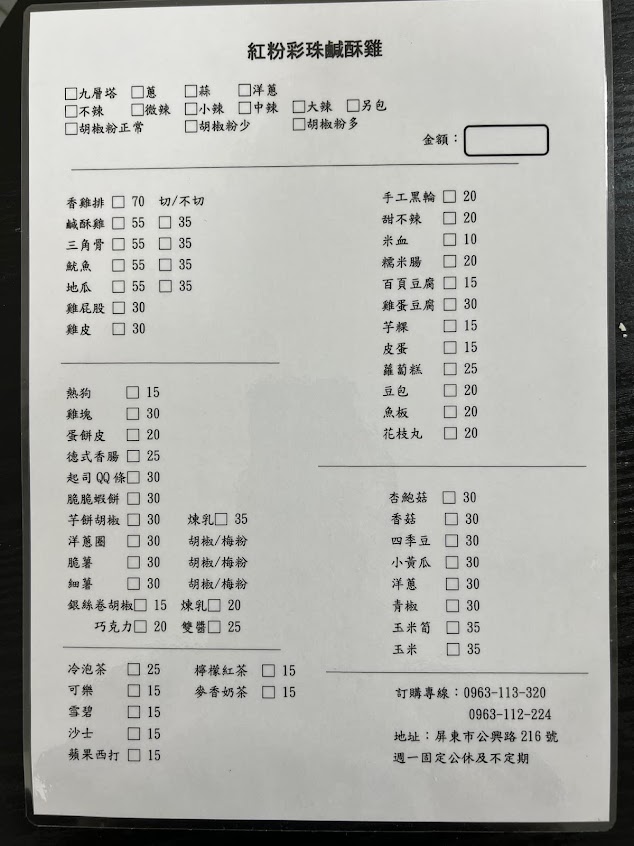 紅粉彩珠鹹酥雞
□九層塔 □蔥 □蒜 □洋蔥
□不辣 □微辣 □小辣 □中辣 □大辣 □另包
□胡椒粉正常 □胡椒粉少 □胡椒粉多
金額：
香雞排 □ 70 切/不切
鹹酥雞 □ 55 □ 35
三角骨 □ 55 □ 35
魷魚 □ 55 □ 35
地瓜 □ 55 □ 35
雞屁股 □ 30
雞皮 □ 30
熱狗 □ 15
雞塊 □ 30
蛋餅皮 □ 20
德式香腸 □ 25
起司QQ條 □ 30
脆脆蝦餅 □ 30
芋餅胡椒 □ 30 煉乳 □ 35
洋蔥圈 □ 30 胡椒/梅粉
脆薯 □ 30 胡椒/梅粉
細薯 □ 30 胡椒/梅粉
銀絲卷胡椒 □ 15 煉乳 □ 20
巧克力 □ 20 雙醬 □ 25
冷泡茶 □ 25 檸檬紅茶 □ 15
可樂 □ 15 麥香奶茶 □ 15
雪碧 □ 15
沙士 □ 15
蘋果西打 □ 15
手工黑輪 □ 20
甜不辣 □ 20
米血 □ 10
糯米腸 □ 20
百頁豆腐 □ 15
雞蛋豆腐 □ 30
芋粿 □ 15
皮蛋 □ 15
蘿蔔糕 □ 25
豆包 □ 20
魚板 □ 20
花枝丸 □ 20
杏鮑菇 □ 30
香菇 □ 30
四季豆 □ 30
小黃瓜 □ 30
洋蔥 □ 30
青椒 □ 30
玉米筍 □ 35
玉米 □ 35
訂購專線：0963-113-320
0963-112-224
地址：屏東市公興路216號
週一固定公休及不定期